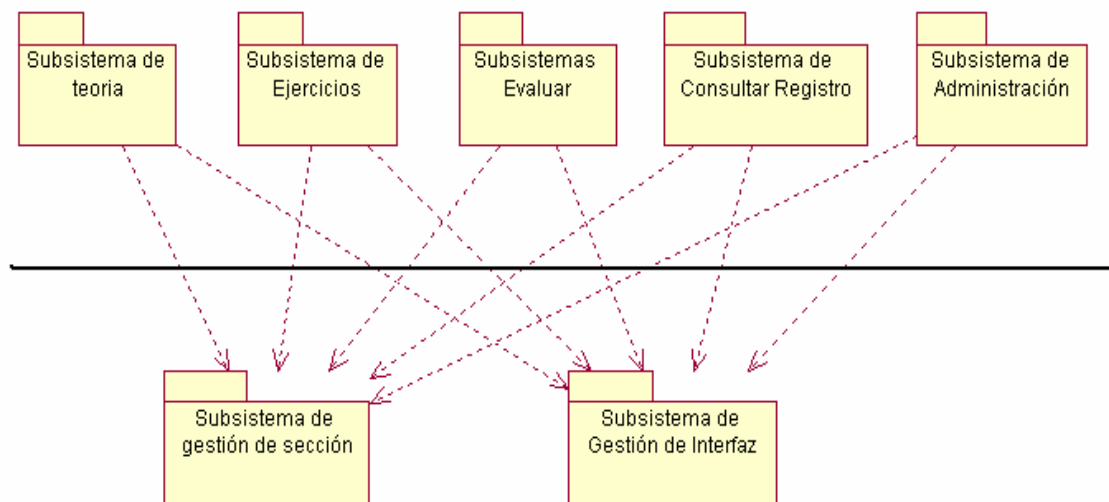 Subsistema de
teoria
Subsistema de
Ejercicios
Subsistemas
Evaluar
Subsistema de
Consultar Registro
Subsistema de
Administración
Subsistema de
gestión de sección
Subsistema de
Gestión de Interfaz